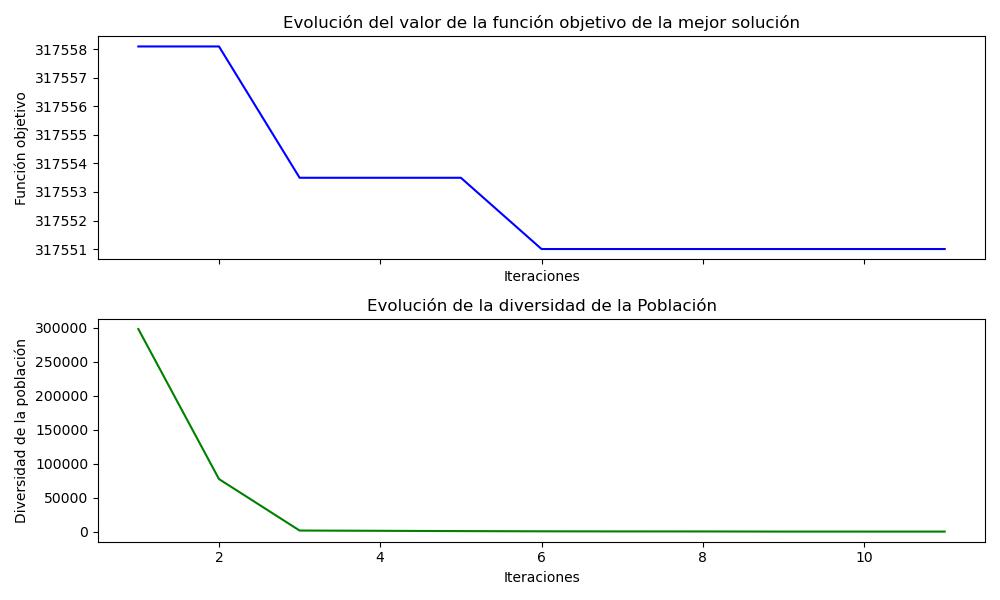 Evolución del valor de la función objetivo de la mejor solución
317558
317557
316556
317555
317554
317553
317552
317551
Función objetivo
Iteraciones
Evolución de la diversidad de la Población
300000
250000
200000
150000
100000
50000
0
Diversidad de la población
2 4 6 8 10
Iteraciones